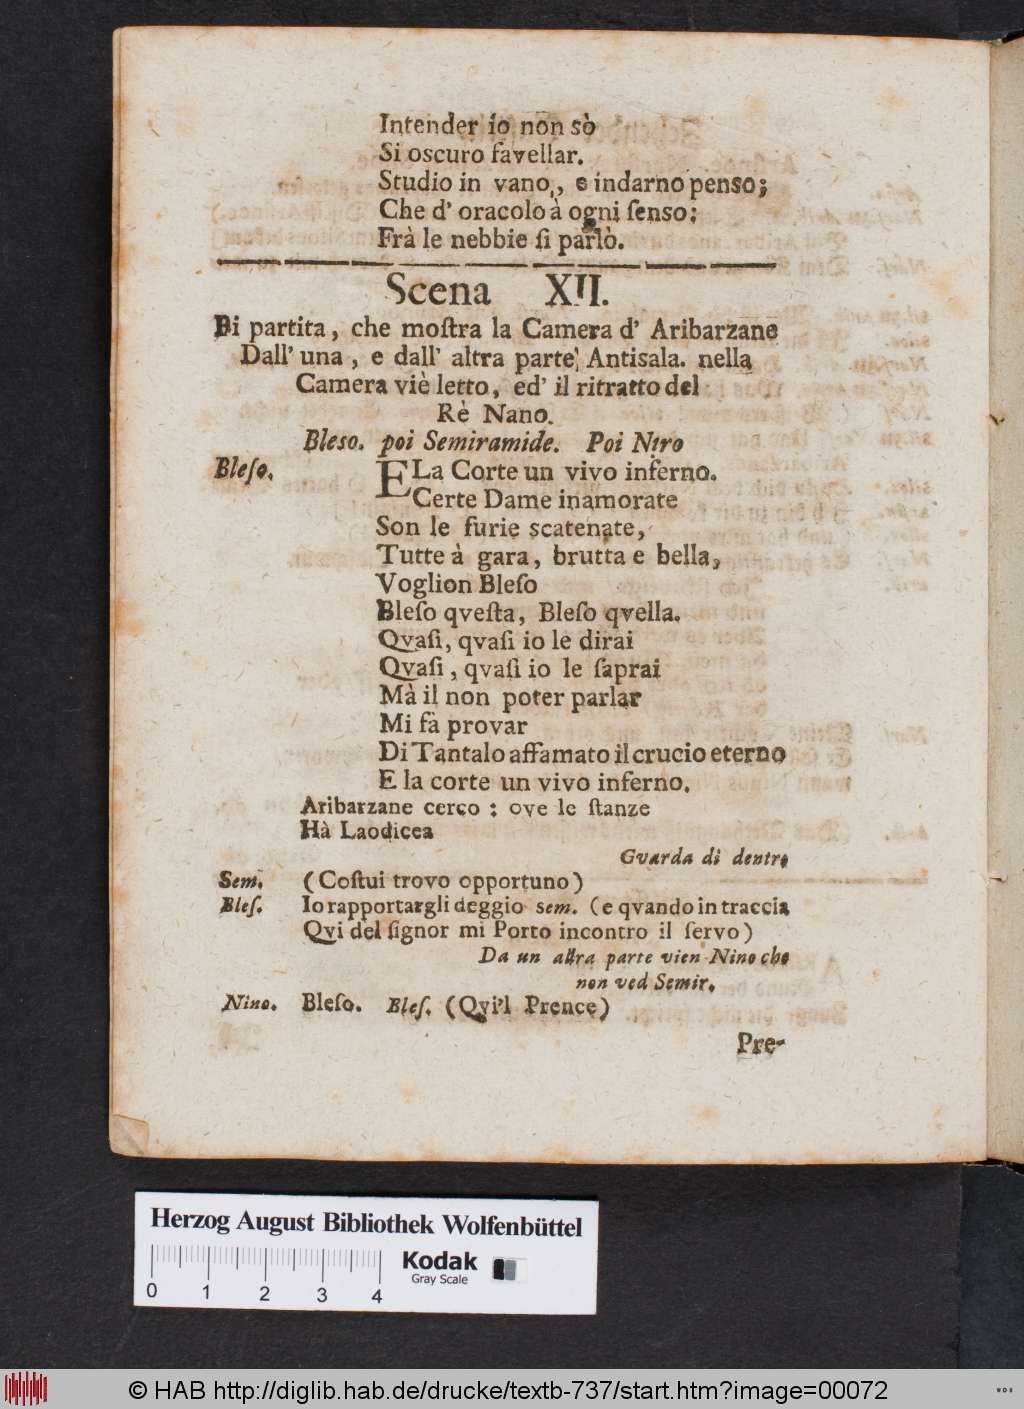 Intender io non sò
Si oscuro favellar.
Studio in vano,, e indarno penso;
Che d' oracolo à ogni ſenso;
Frà le nebbie ſi parlò.
Scena XII.
Bi partita, che moſtra la Camera d' Aribarzane
Dall' una, e dall' altra parte Antisala. nella
Camera viè letto, ed' il ritratto del
Rè Nano.
Bleso. poi Semiramide. Poi Nıro
Bleſo. ELa Corte un vivo inferno.
Certe Dame inamorate
Son le furie scatenate,
Tutte à gara, brutta e bella,
Voglion Bleſo
Bleſo qveſta, Bleſo qvella.
Qvaſi, qvaſi io le dirai
Qvaſi, qvaſi io le ſaprai
Mà il non poter parlar
Mi fà provar
Di Tantalo affamato il crucio eterno
E la corte un vivo inferno.
Aribarzane cerco : ove le ſtanze
Hà Laodicea
Gvarda di dentro
Sem. (Coſtui trovo opportuno)
Bleſ. Io rapportargli deggio sem. (e qvando in traccia
Qvi del ſignor mi Porto incontro il ſervo)
Da un altra parte vien Nino che
non ved Semir.
Nino. Bleſo. Bleſ. (Qvi'l Prence)
Pre-
Herzog August Bibliothek Wolfenbüttel
0 1 2 3 4
Kodak
Gray Scale
© HAB http://diglib.hab.de/drucke/textb-737/start.htm?image=00072